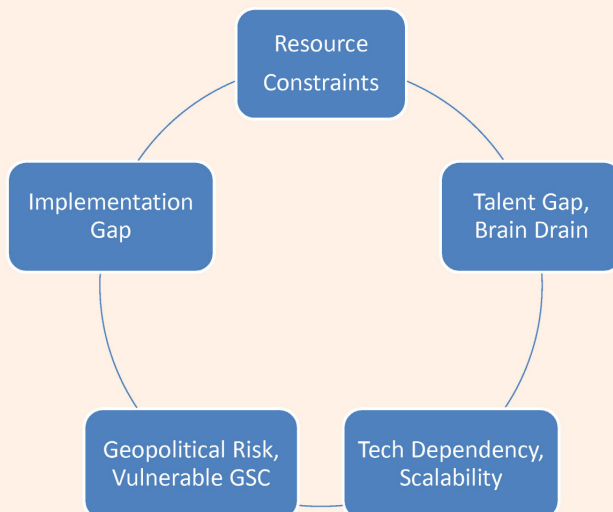 Resource
Constraints
Talent Gap,
Brain Drain
Tech Dependency,
Scalability
Geopolitical Risk,
Vulnerable GSC
Implementation
Gap